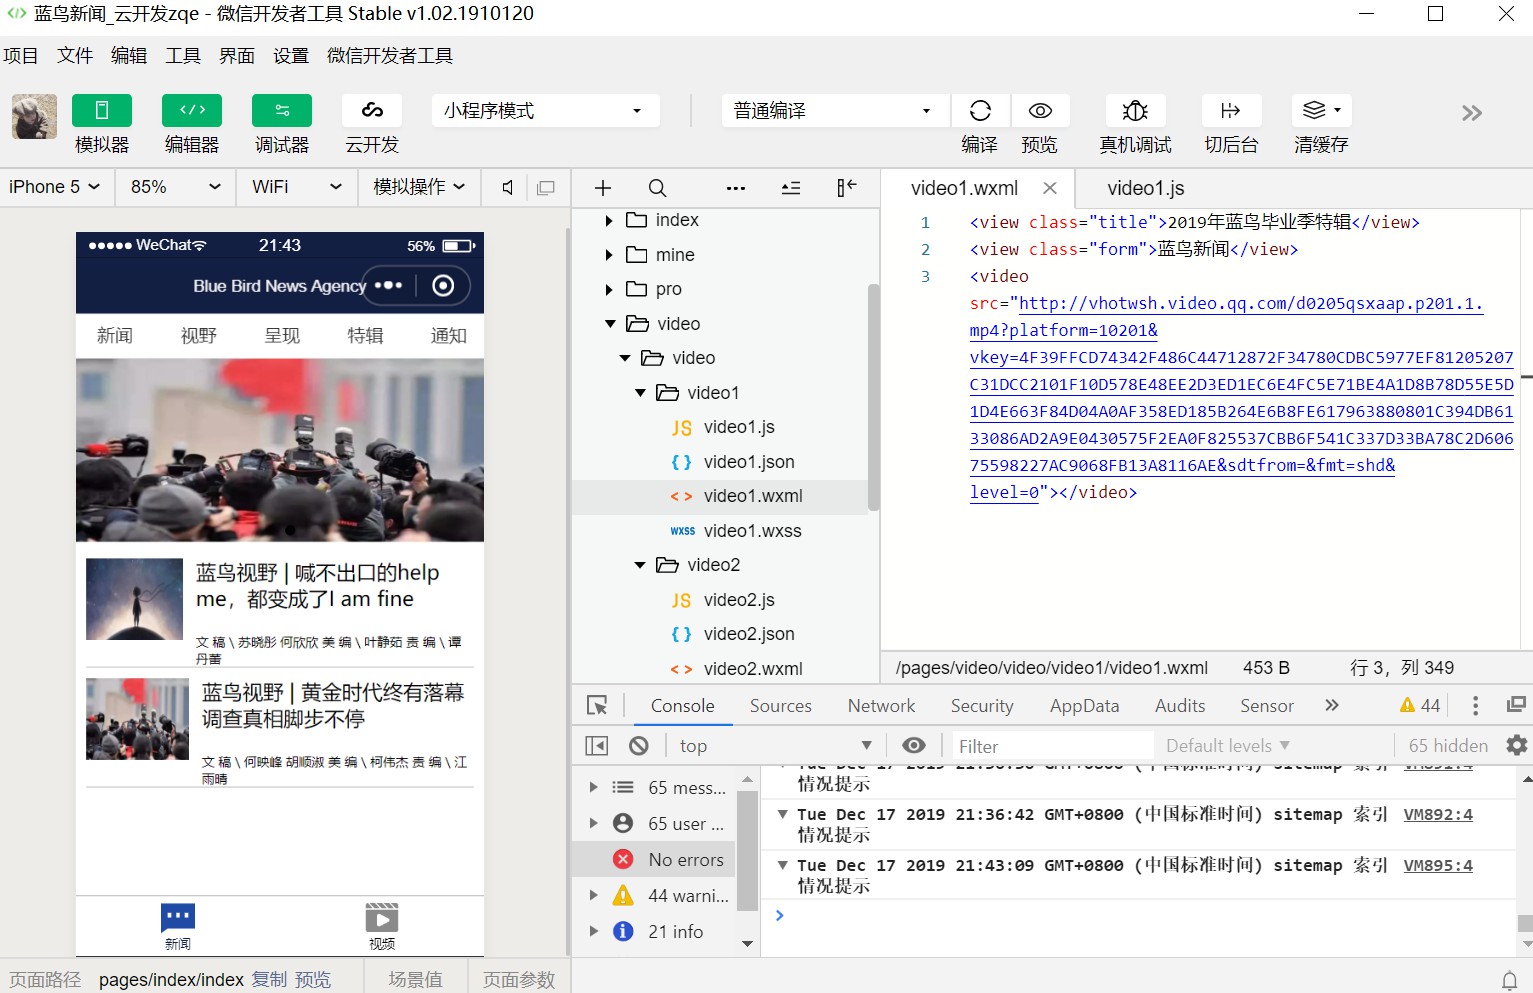 蓝鸟新闻_云开发zqe - 微信开发者工具 Stable v1.02.1910120
项目 文件 编辑 工具 界面 设置 微信开发者工具
小程序模式 普通编译
模拟器 编辑器 调试器 云开发 编译 预览 真机调试 切后台 清缓存
iPhone 5 85% WiFi 模拟操作
WeChat 21:43 56%
Blue Bird News Agency
新闻 视野 呈现 特辑 通知
蓝鸟视野 | 喊不出口的help
me，都变成了I am fine
文 稿 \ 苏晓彤 何欣欣 美 编 \ 叶静茹 责 编 \ 谭
丹蕾
蓝鸟视野 | 黄金时代终有落幕
调查真相脚步不停
文 稿 \ 何映峰 胡顺淑 美 编 \ 柯伟杰 责 编 \ 江
雨晴
新闻 视频
页面路径 pages/index/index 复制 预览 场景值 页面参数
index
mine
pro
video
video
video1
JS video1.js
{ } video1.json
< > video1.wxml
WXSS video1.wxss
video2
JS video2.js
{ } video2.json
< > video2.wxml
video1.wxml video1.js
1 <view class="title">2019年蓝鸟毕业季特辑</view>
2 <view class="form">蓝鸟新闻</view>
3 <video
src="http://vhotwsh.video.qq.com/d0205qsxaap.p201.1.
mp4?platform=10201&
vkey=4F39FFCD74342F486C44712872F34780CDBC5977EF81205207
C31DCC2101F10D578E48EE2D3ED1EC6E4FC5E71BE4A1D8B78D55E5D
1D4E663F84D04A0AF358ED185B264E6B8FE617963880801C394DB61
33086AD2A9E0430575F2EA0F825537CBB6F541C337D33BA78C2D606
75598227AC9068FB13A8116AE&sdtfrom=&fmt=shd&
level=0"></video>
/pages/video/video/video1/video1.wxml 453 B 行 3，列 349
Console Sources Network Security AppData Audits Sensor 44
top Filter Default levels 65 hidden
65 mess...
65 user ...
No errors
44 warni...
21 info
情况提示
Tue Dec 17 2019 21:36:42 GMT+0800 (中国标准时间) sitemap 索引 VM892:4
情况提示
Tue Dec 17 2019 21:43:09 GMT+0800 (中国标准时间) sitemap 索引 VM895:4
情况提示